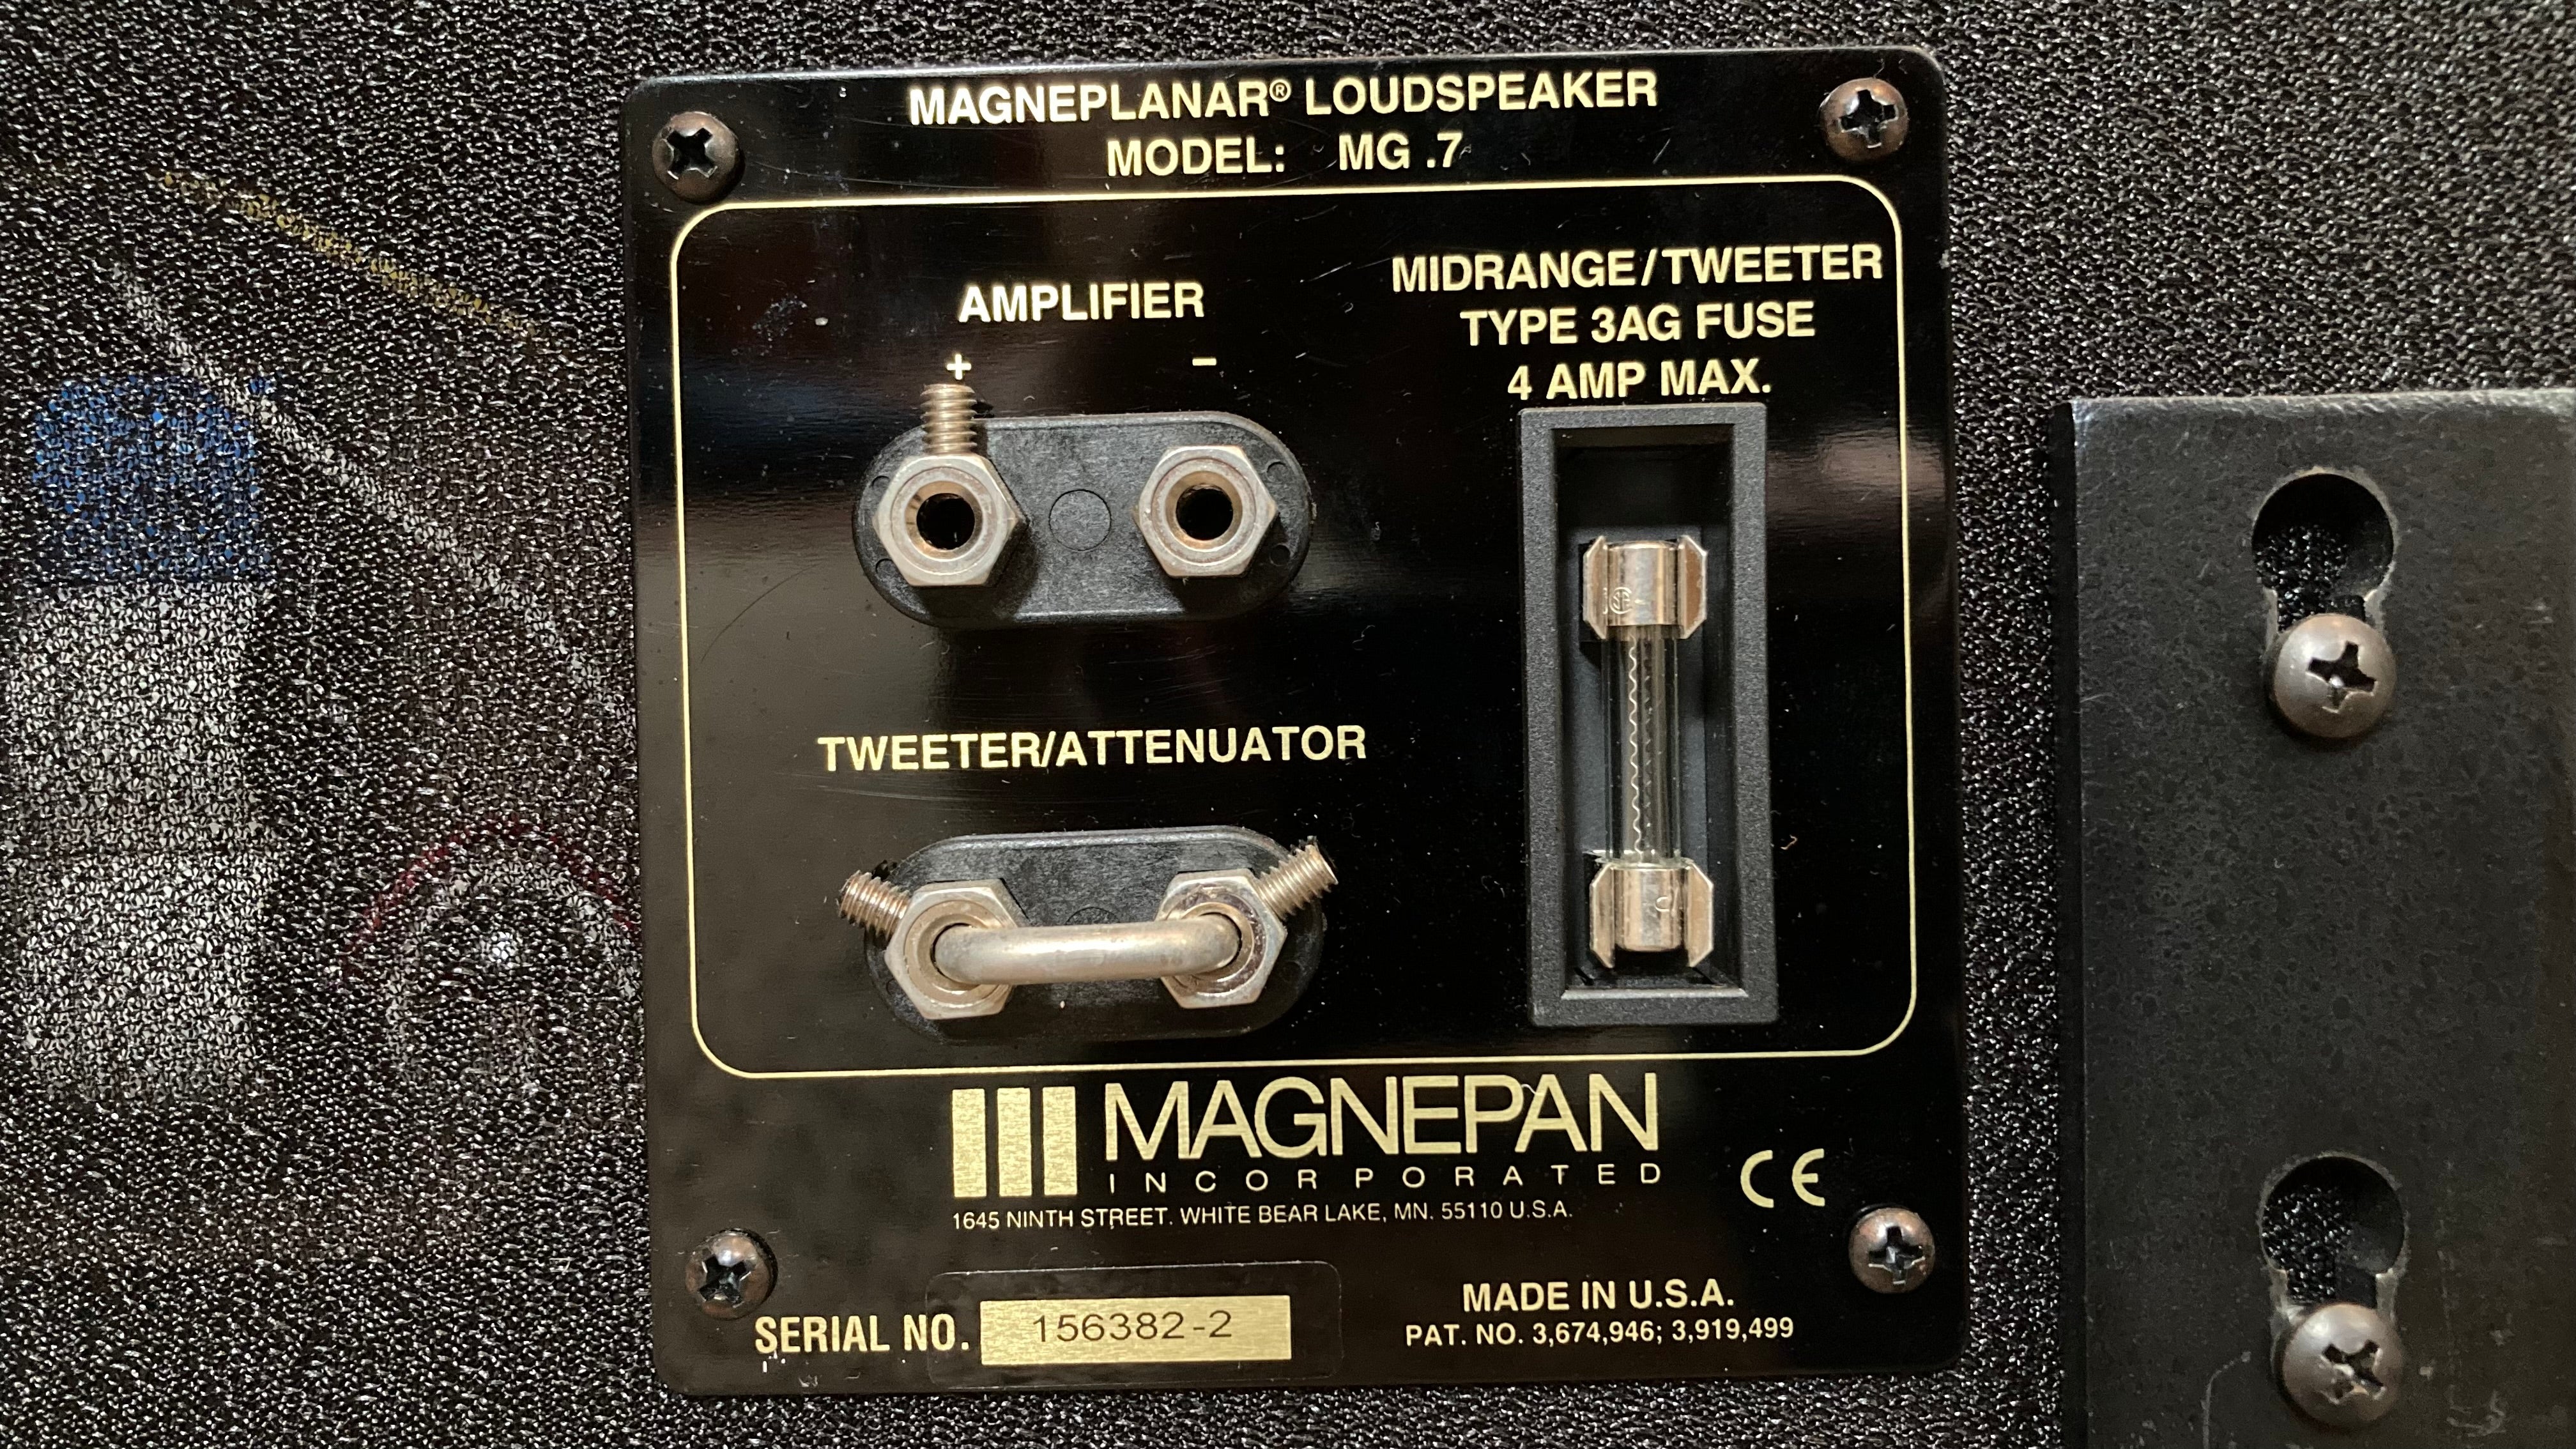 MAGNEPLANAR® LOUDSPEAKER
MODEL: MG .7
AMPLIFIER
+ −
MIDRANGE/TWEETER
TYPE 3AG FUSE
4 AMP MAX.
TWEETER/ATTENUATOR
MAGNEPAN
INCORPORATED
1645 NINTH STREET. WHITE BEAR LAKE, MN. 55110 U.S.A.
CE
SERIAL NO. 156382-2
MADE IN U.S.A.
PAT. NO. 3,674,946; 3,919,499